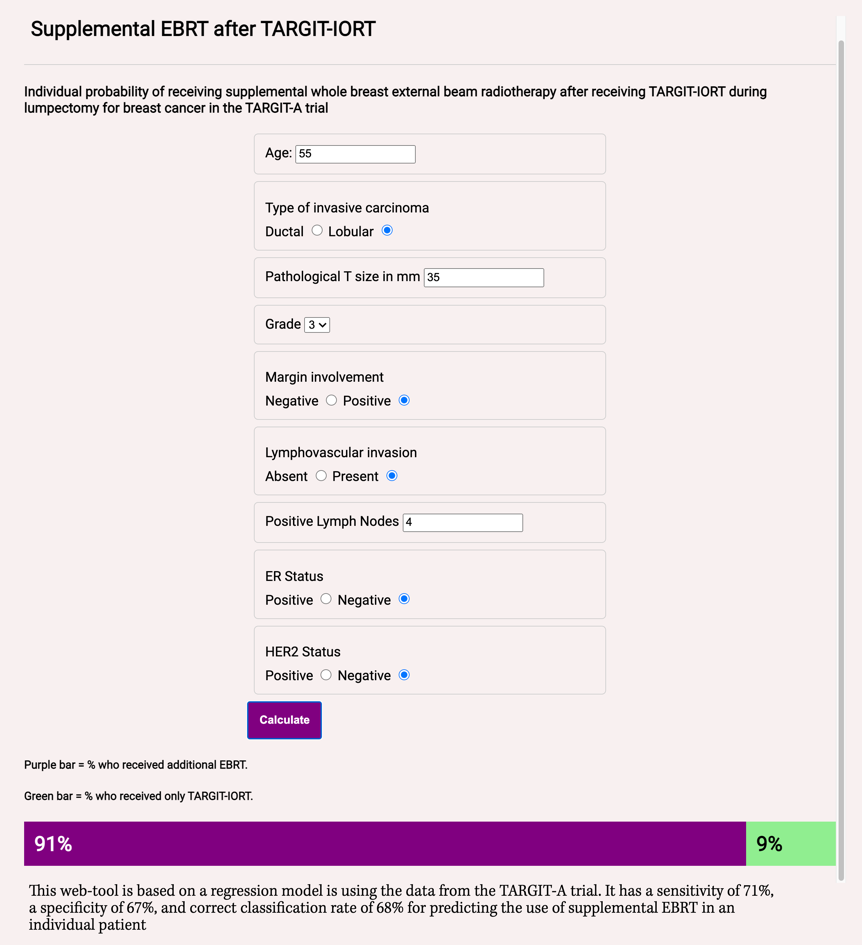 Supplemental EBRT after TARGIT-IORT
Individual probability of receiving supplemental whole breast external beam radiotherapy after receiving TARGIT-IORT during
lumpectomy for breast cancer in the TARGIT-A trial
Age: 55
Type of invasive carcinoma
Ductal Lobular
Pathological T size in mm 35
Grade 3
Margin involvement
Negative Positive
Lymphovascular invasion
Absent Present
Positive Lymph Nodes 4
ER Status
Positive Negative
HER2 Status
Positive Negative
Calculate
Purple bar = % who received additional EBRT.
Green bar = % who received only TARGIT-IORT.
91% 9%
This web-tool is based on a regression model is using the data from the TARGIT-A trial. It has a sensitivity of 71%,
a specificity of 67%, and correct classification rate of 68% for predicting the use of supplemental EBRT in an
individual patient